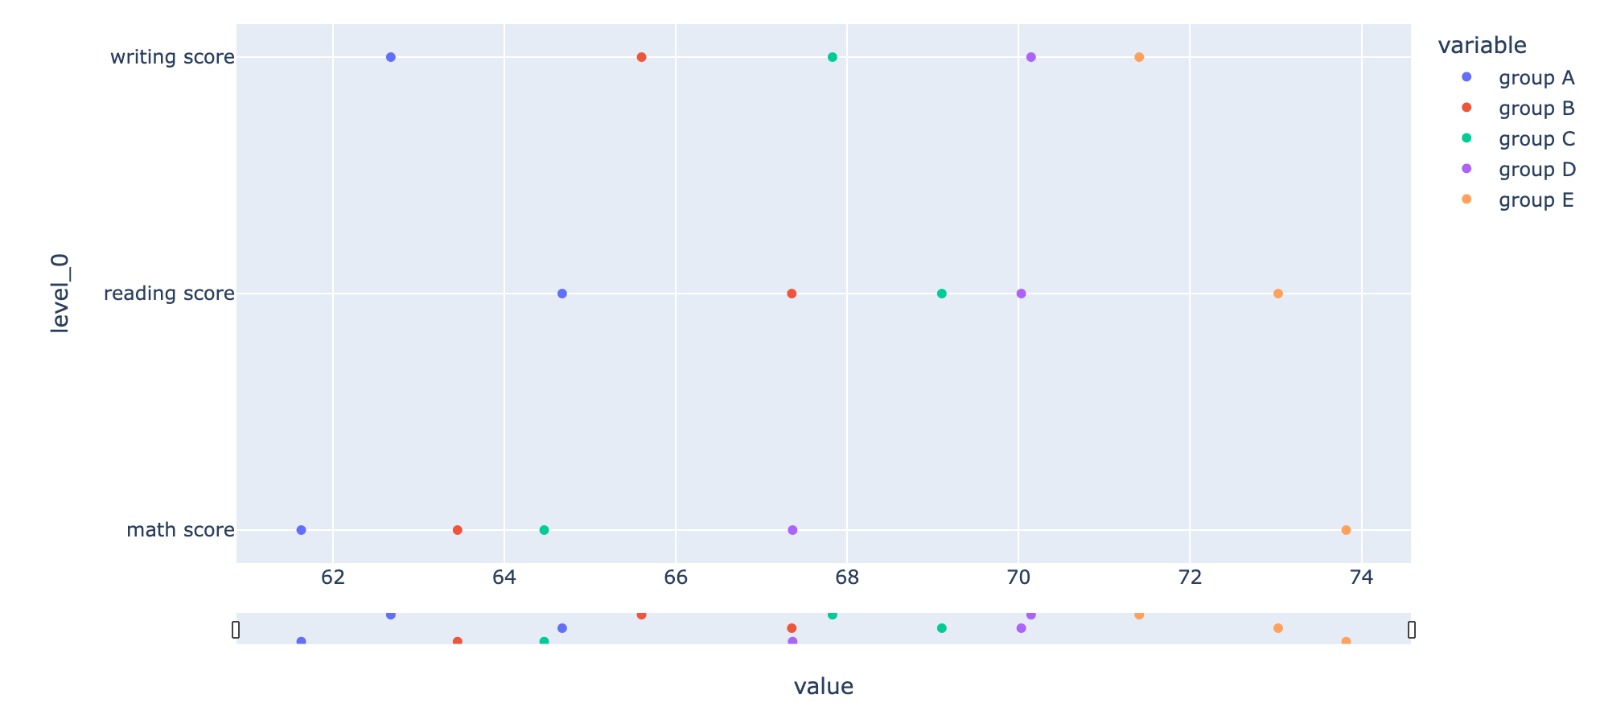 writing score
reading score
math score
level_0
62 64 66 68 70 72 74
value
variable
group A
group B
group C
group D
group E